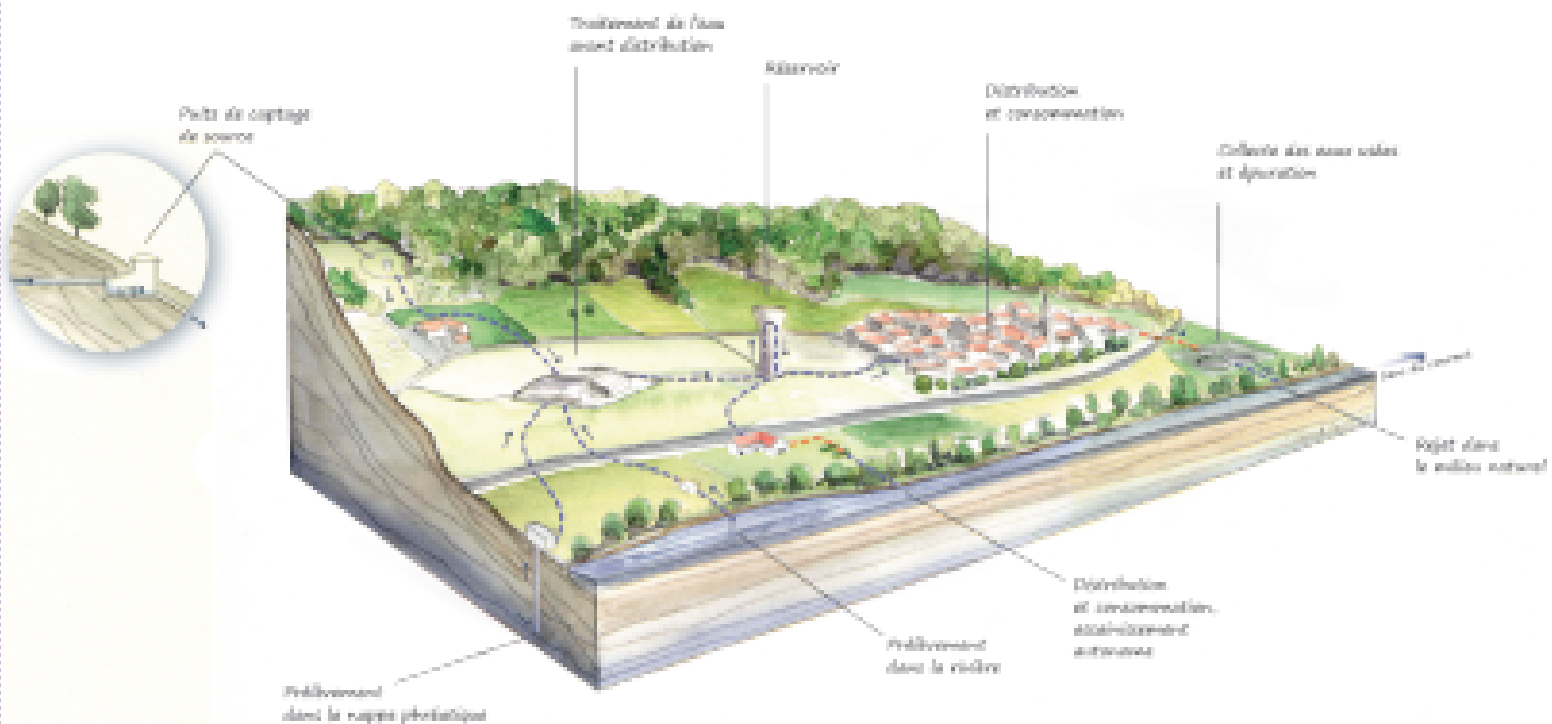 Traitement de l'eau
avant distribution
Réservoir
Distribution
et consommation
Puits de captage
de source
Collecte des eaux usées
et épuration
Rejet dans
le milieu naturel
Distribution
et consommation,
assainissement
autonome
Prélèvement
dans la rivière
Prélèvement
dans la nappe phréatique